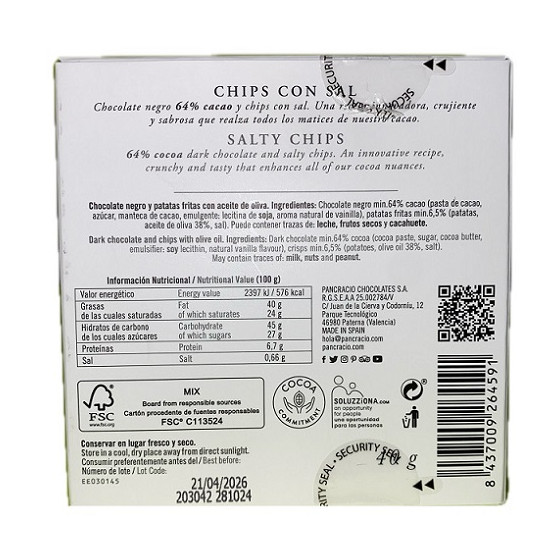 CHIPS CON SAL
Chocolate negro 64% cacao y chips con sal. Una crujiente
y sabrosa que realza todos los matices de nuestro cacao.
SALTY CHIPS
64% cocoa dark chocolate and salty chips. An innovative recipe,
crunchy and tasty that enhances all of our cocoa nuances.
Chocolate negro y patatas fritas con aceite de oliva. Ingredientes: Chocolate negro min.64% cacao (pasta de cacao,
azúcar, manteca de cacao, emulgente: lecitina de soja, aroma natural de vainilla), patatas fritas min.6,5% (patatas,
aceite de oliva 38%, sal). Puede contener trazas de: leche, frutos secos y cacahuete.
Dark chocolate and chips with olive oil. Ingredients: Dark chocolate min.64% cocoa (cocoa paste, sugar, cocoa butter,
emulsifier: soy lecithin, natural vanilla flavour), crisps min.6,5% (potatoes, olive oil 38%, salt).
May contain traces of: milk, nuts and peanut.
Información Nutricional / Nutritional Value (100 g)
Valor energético Energy value 2397 kJ / 576 kcal
Grasas Fat 40 g
de las cuales saturadas of which saturates 24 g
Hidratos de carbono Carbohydrate 45 g
de los cuales azúcares of which sugars 27 g
Proteínas Protein 6,7 g
Sal Salt 0,66 g
PANCRACIO CHOCOLATES S.A.
R.G.S.E.A.A 25.002784/V
C/ Juan de la Cierva y Codorníu, 12
Parque Tecnológico
46980 Paterna (Valencia)
MADE IN SPAIN
hola@pancracio.com
pancracio.com
FSC
www.fsc.org
MIX
Board from responsible sources
Cartón procedente de fuentes responsables
FSC® C113524
COCOA
COMMITMENT
SOLUZZIONA.COM
an opportunity
for people
una oportunidad
para las personas
Conservar en lugar fresco y seco.
Store in a cool, dry place away from direct sunlight.
Consumir preferentemente antes del / Best before:
Número de lote / Lot Code:
EE030145
21/04/2026
203042 281024
SECURITY SEAL
40 g
8 437009 264591